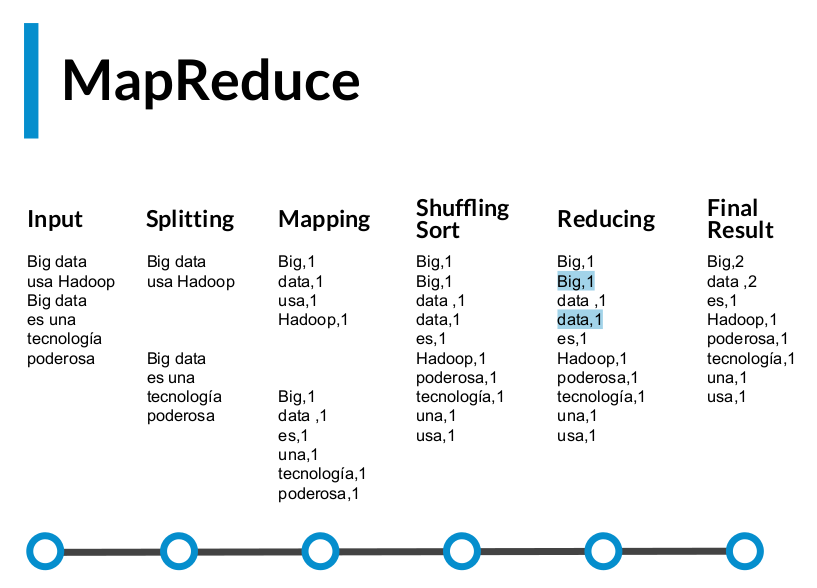 MapReduce
Input
Big data
usa Hadoop
Big data
es una
tecnología
poderosa
Splitting
Big data
usa Hadoop
Big data
es una
tecnología
poderosa
Mapping
Big,1
data,1
usa,1
Hadoop,1
Big,1
data ,1
es,1
una,1
tecnología,1
poderosa,1
Shuffling
Sort
Big,1
Big,1
data ,1
data,1
es,1
Hadoop,1
poderosa,1
tecnología,1
una,1
usa,1
Reducing
Big,1
Big,1
data ,1
data,1
es,1
Hadoop,1
poderosa,1
tecnología,1
una,1
usa,1
Final
Result
Big,2
data ,2
es,1
Hadoop,1
poderosa,1
tecnología,1
una,1
usa,1